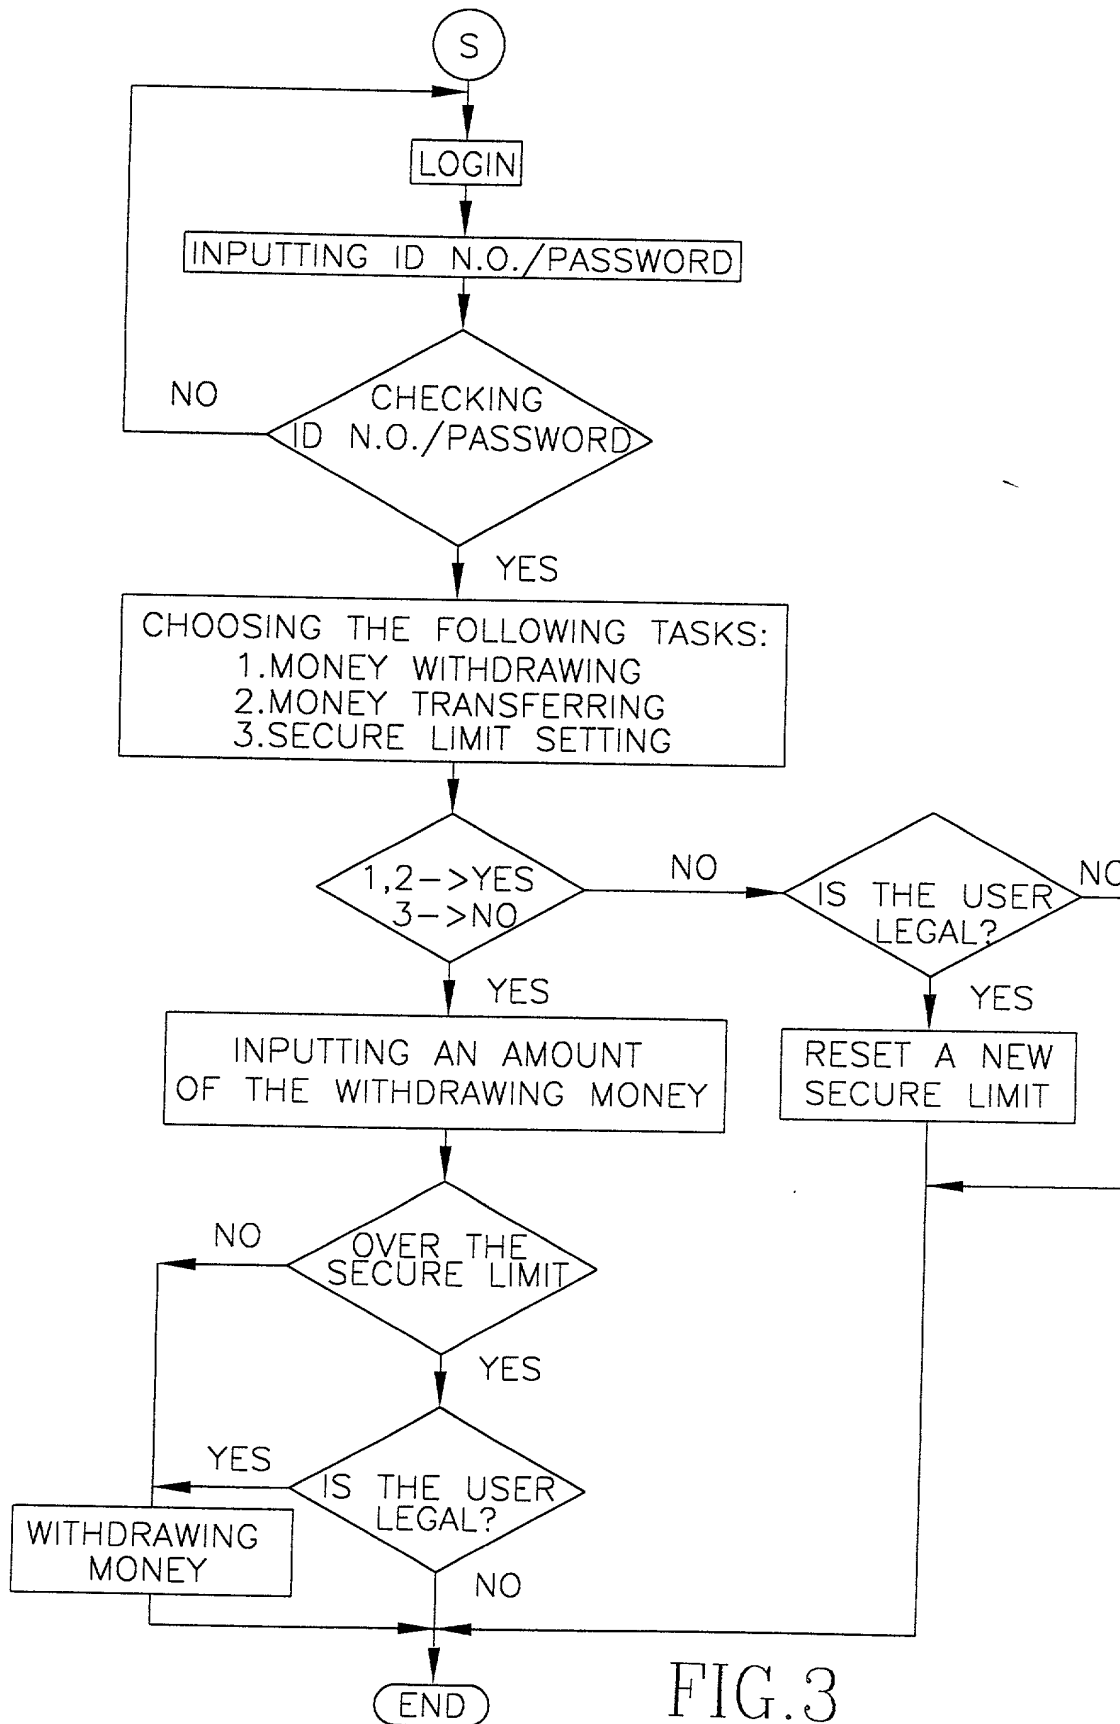 S
LOGIN
INPUTTING ID N.O./PASSWORD
NO
CHECKING
ID N.O./PASSWORD
YES
CHOOSING THE FOLLOWING TASKS:
1.MONEY WITHDRAWING
2.MONEY TRANSFERRING
3.SECURE LIMIT SETTING
1,2->YES
3->NO
NO
IS THE USER
LEGAL?
NO
YES
YES
INPUTTING AN AMOUNT
OF THE WITHDRAWING MONEY
RESET A NEW
SECURE LIMIT
NO
OVER THE
SECURE LIMIT
YES
YES
IS THE USER
LEGAL?
WITHDRAWING
MONEY
NO
END
FIG.3